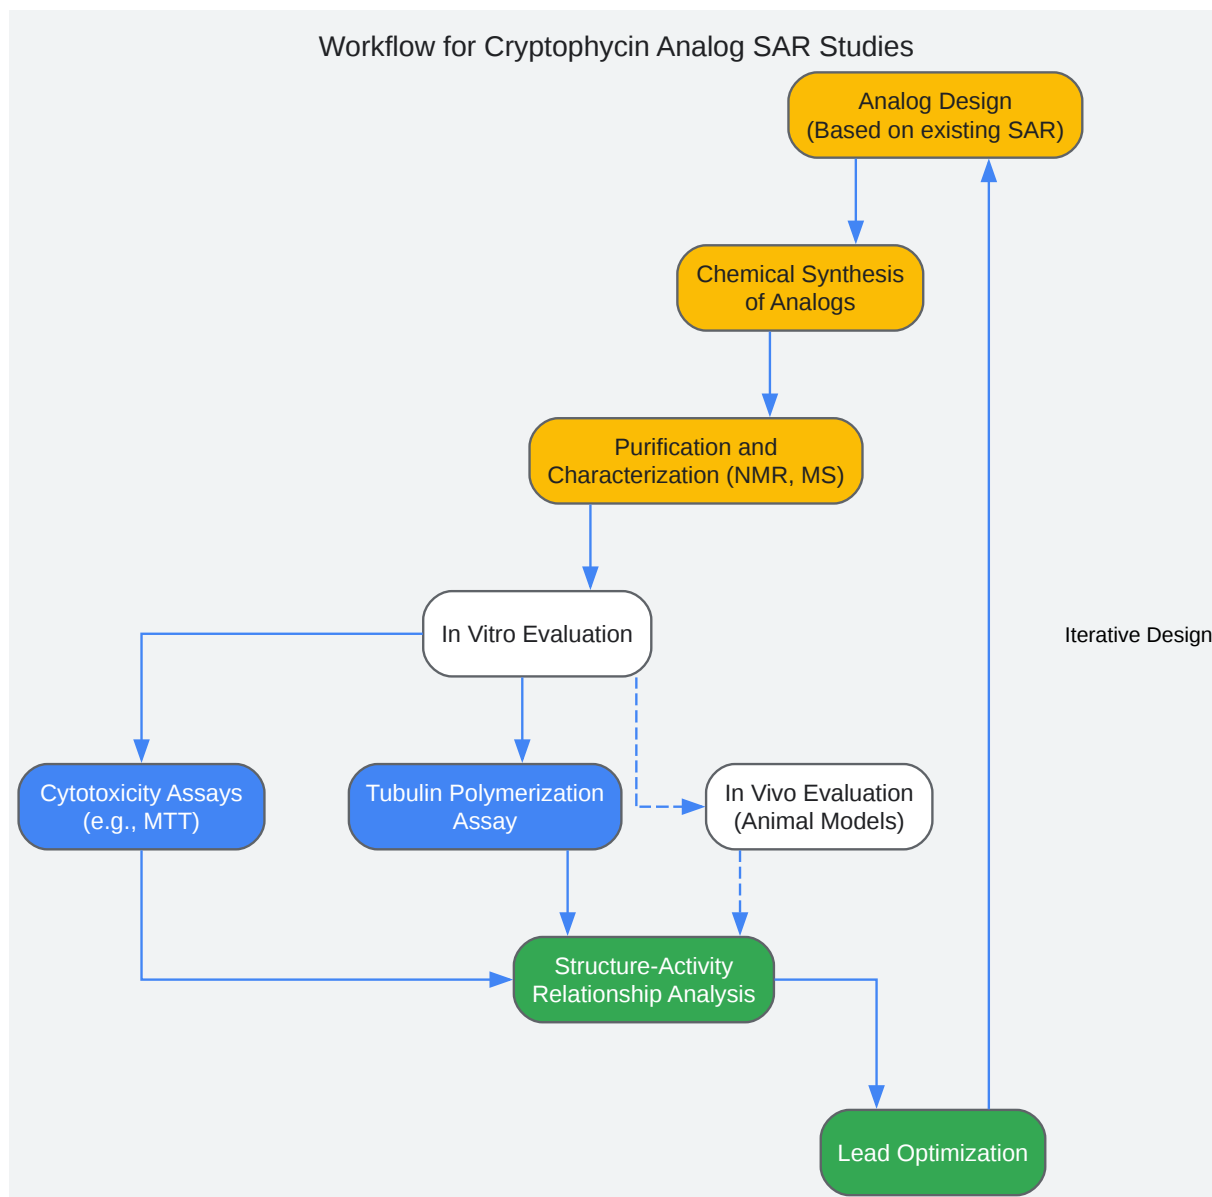 Workflow for Cryptophycin Analog SAR Studies
Analog Design
(Based on existing SAR)
Chemical Synthesis
of Analogs
Purification and
Characterization (NMR, MS)
In Vitro Evaluation
Iterative Design
Cytotoxicity Assays
(e.g., MTT)
Tubulin Polymerization
Assay
In Vivo Evaluation
(Animal Models)
Structure-Activity
Relationship Analysis
Lead Optimization